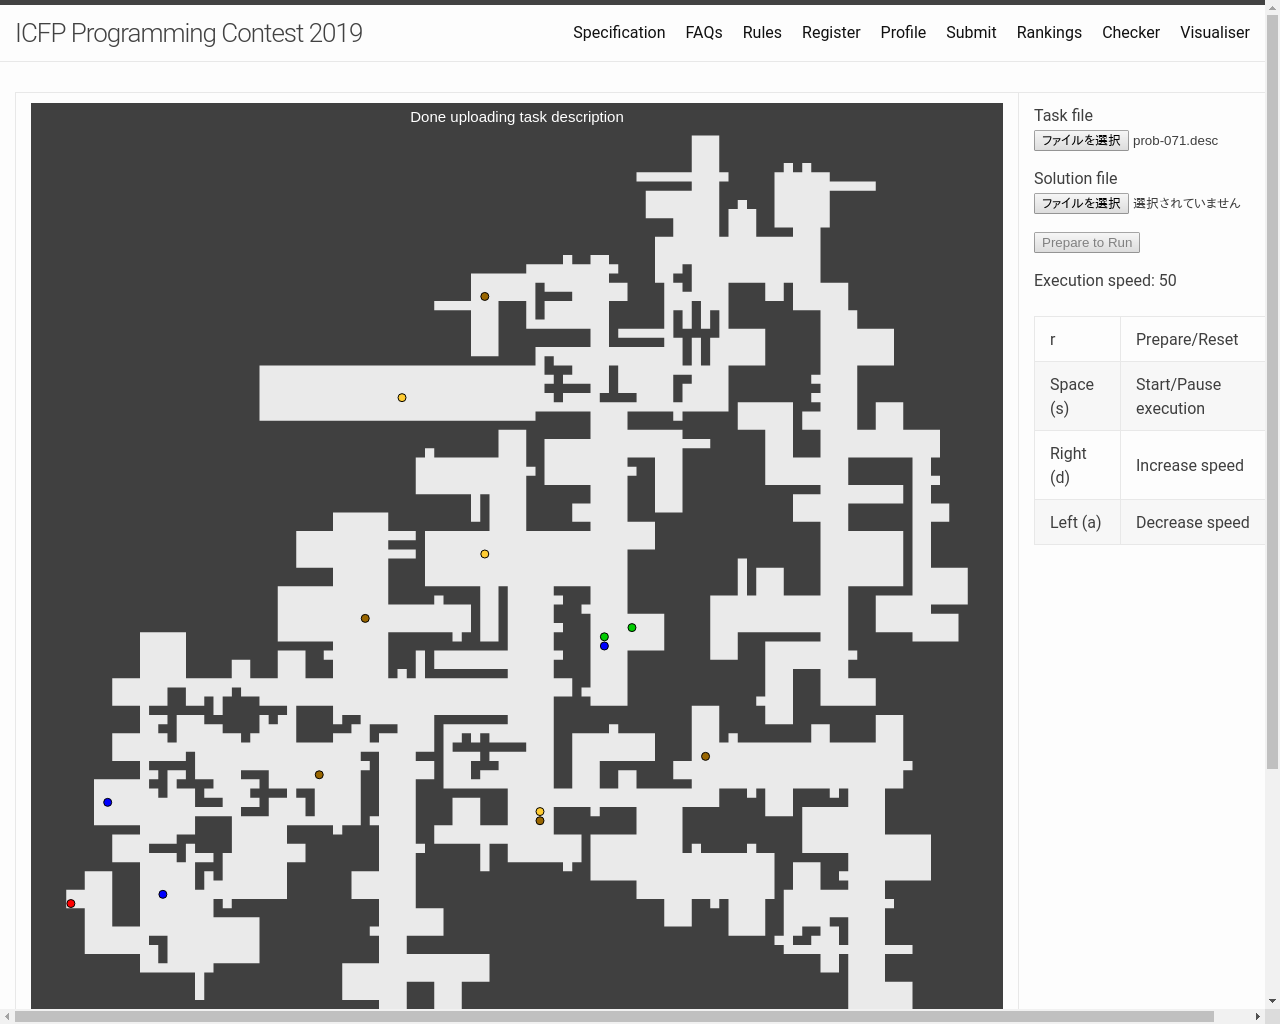 ICFP Programming Contest 2019
Specification FAQs Rules Register Profile Submit Rankings Checker Visualiser
Done uploading task description
Task file
ファイルを選択 prob-071.desc
Solution file
ファイルを選択 選択されていません
Prepare to Run
Execution speed: 50
r Prepare/Reset
Space (s) Start/Pause execution
Right (d) Increase speed
Left (a) Decrease speed